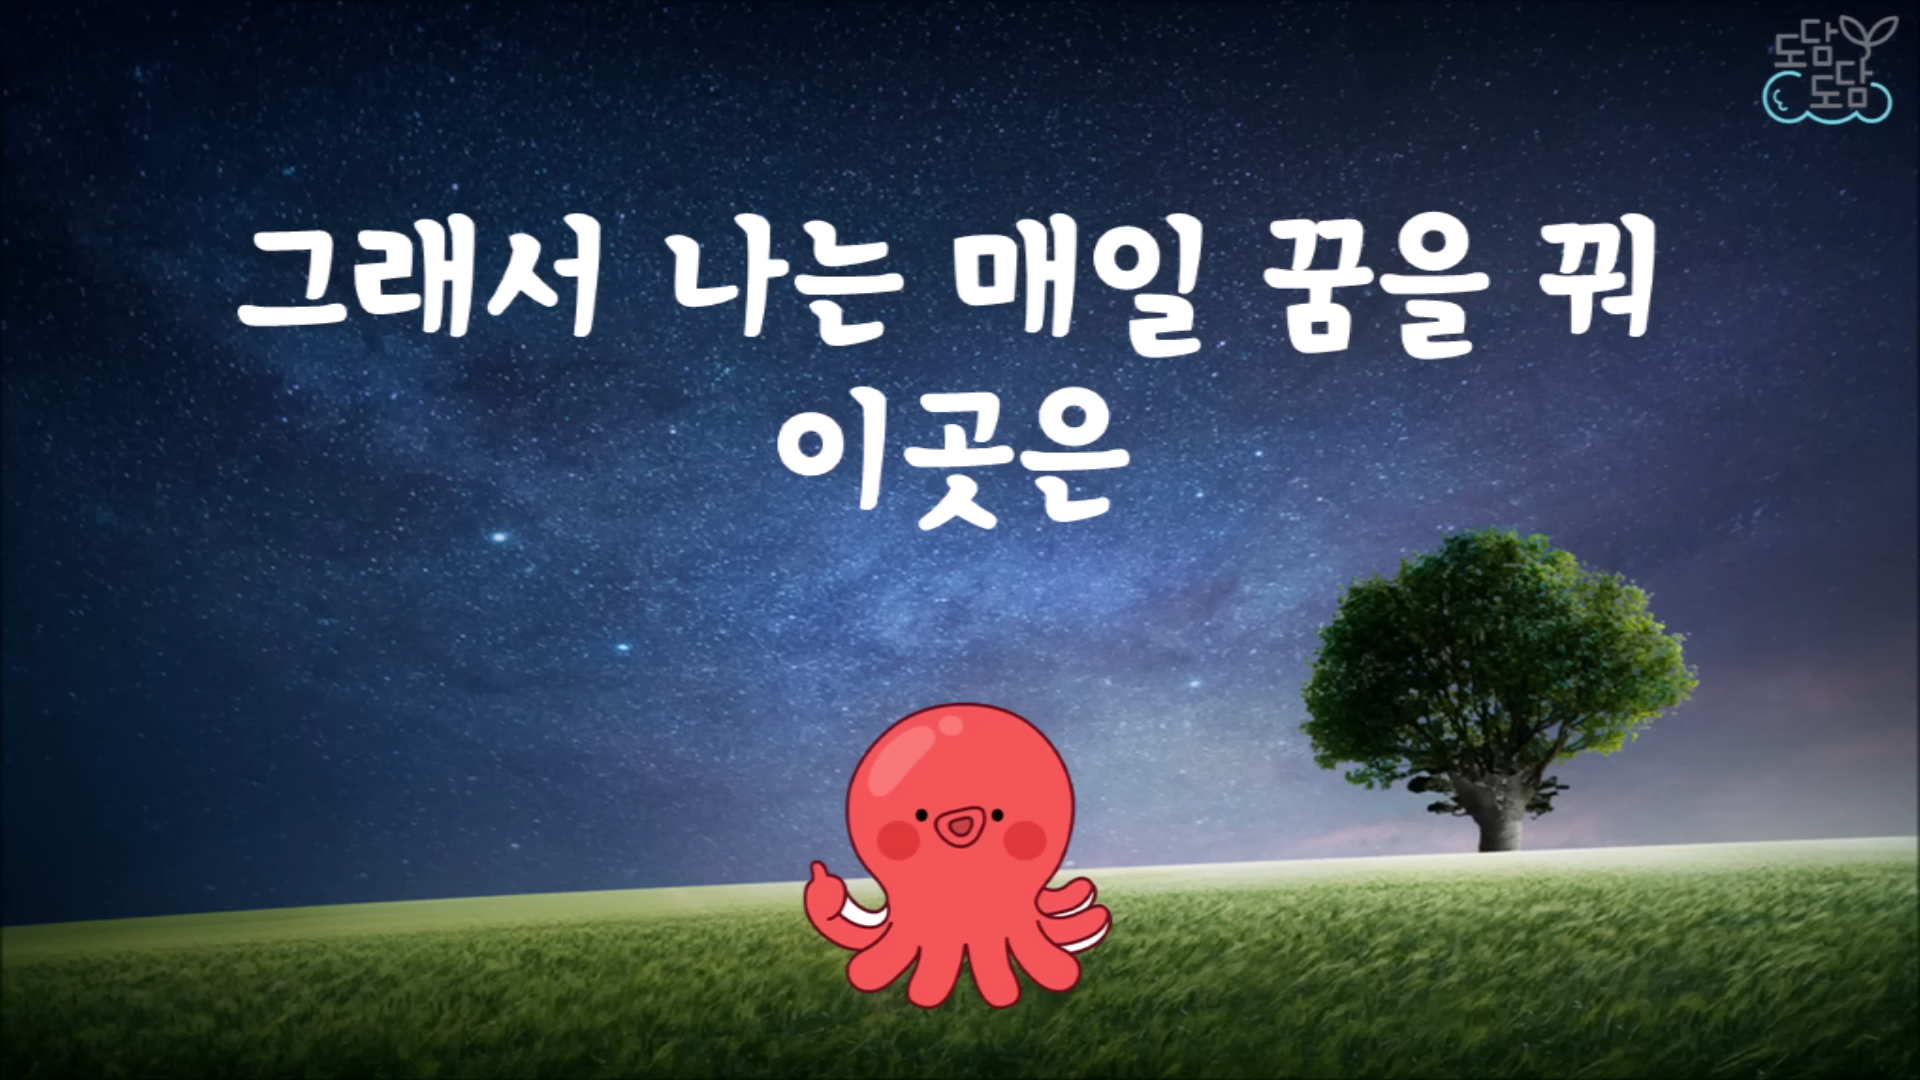 도담
도담
그래서 나는 매일 꿈을 꿔
이곳은